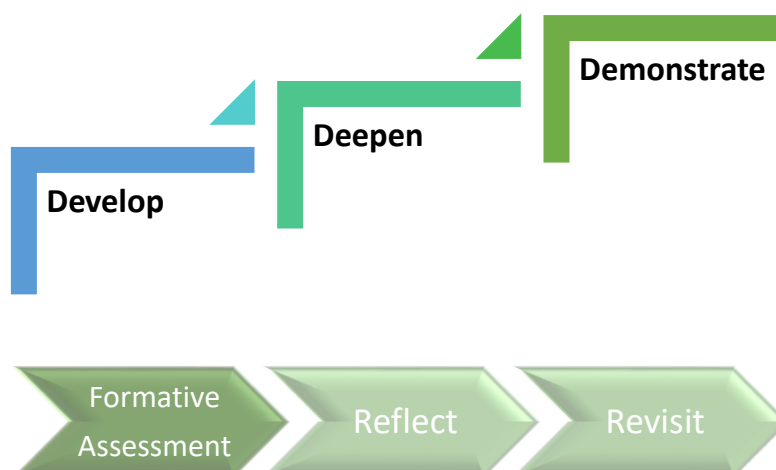 Demonstrate
Deepen
Develop
Formative
Assessment
Reflect
Revisit